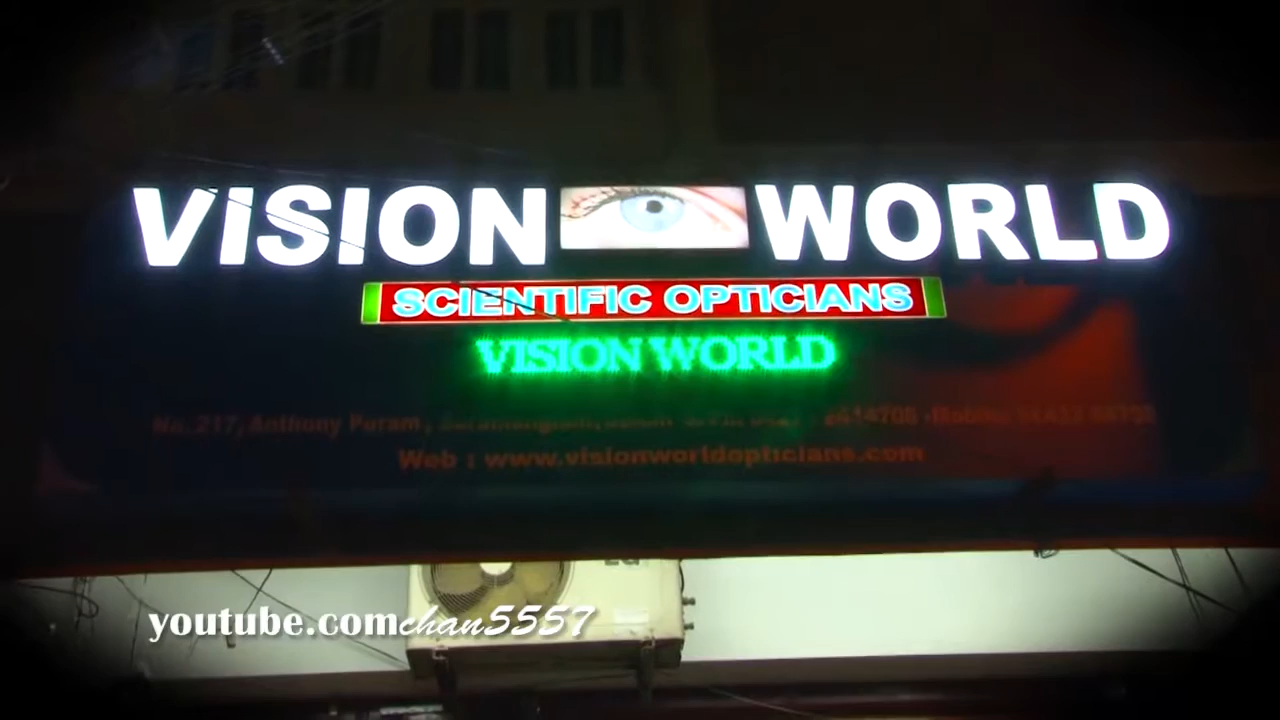 VISION WORLD
SCIENTIFIC OPTICIANS
VISION WORLD
No. 217, Anthony Puram,
Web : www.visionworldopticians.com
youtube.comchan5557